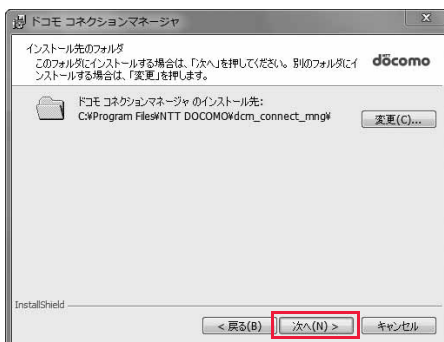 ドコモ コネクションマネージャ
X
インストール先のフォルダ
このフォルダにインストールする場合は、「次へ」を押してください。別のフォルダにイ
ンストールする場合は、「変更」を押します。
döcomo
ドコモ コネクションマネージャ のインストール先:
C:¥Program Files¥NTT DOCOMO¥dcm_connect_mng¥
変更(C)...
InstallShield
< 戻る(B)
次へ(N) >
キャンセル